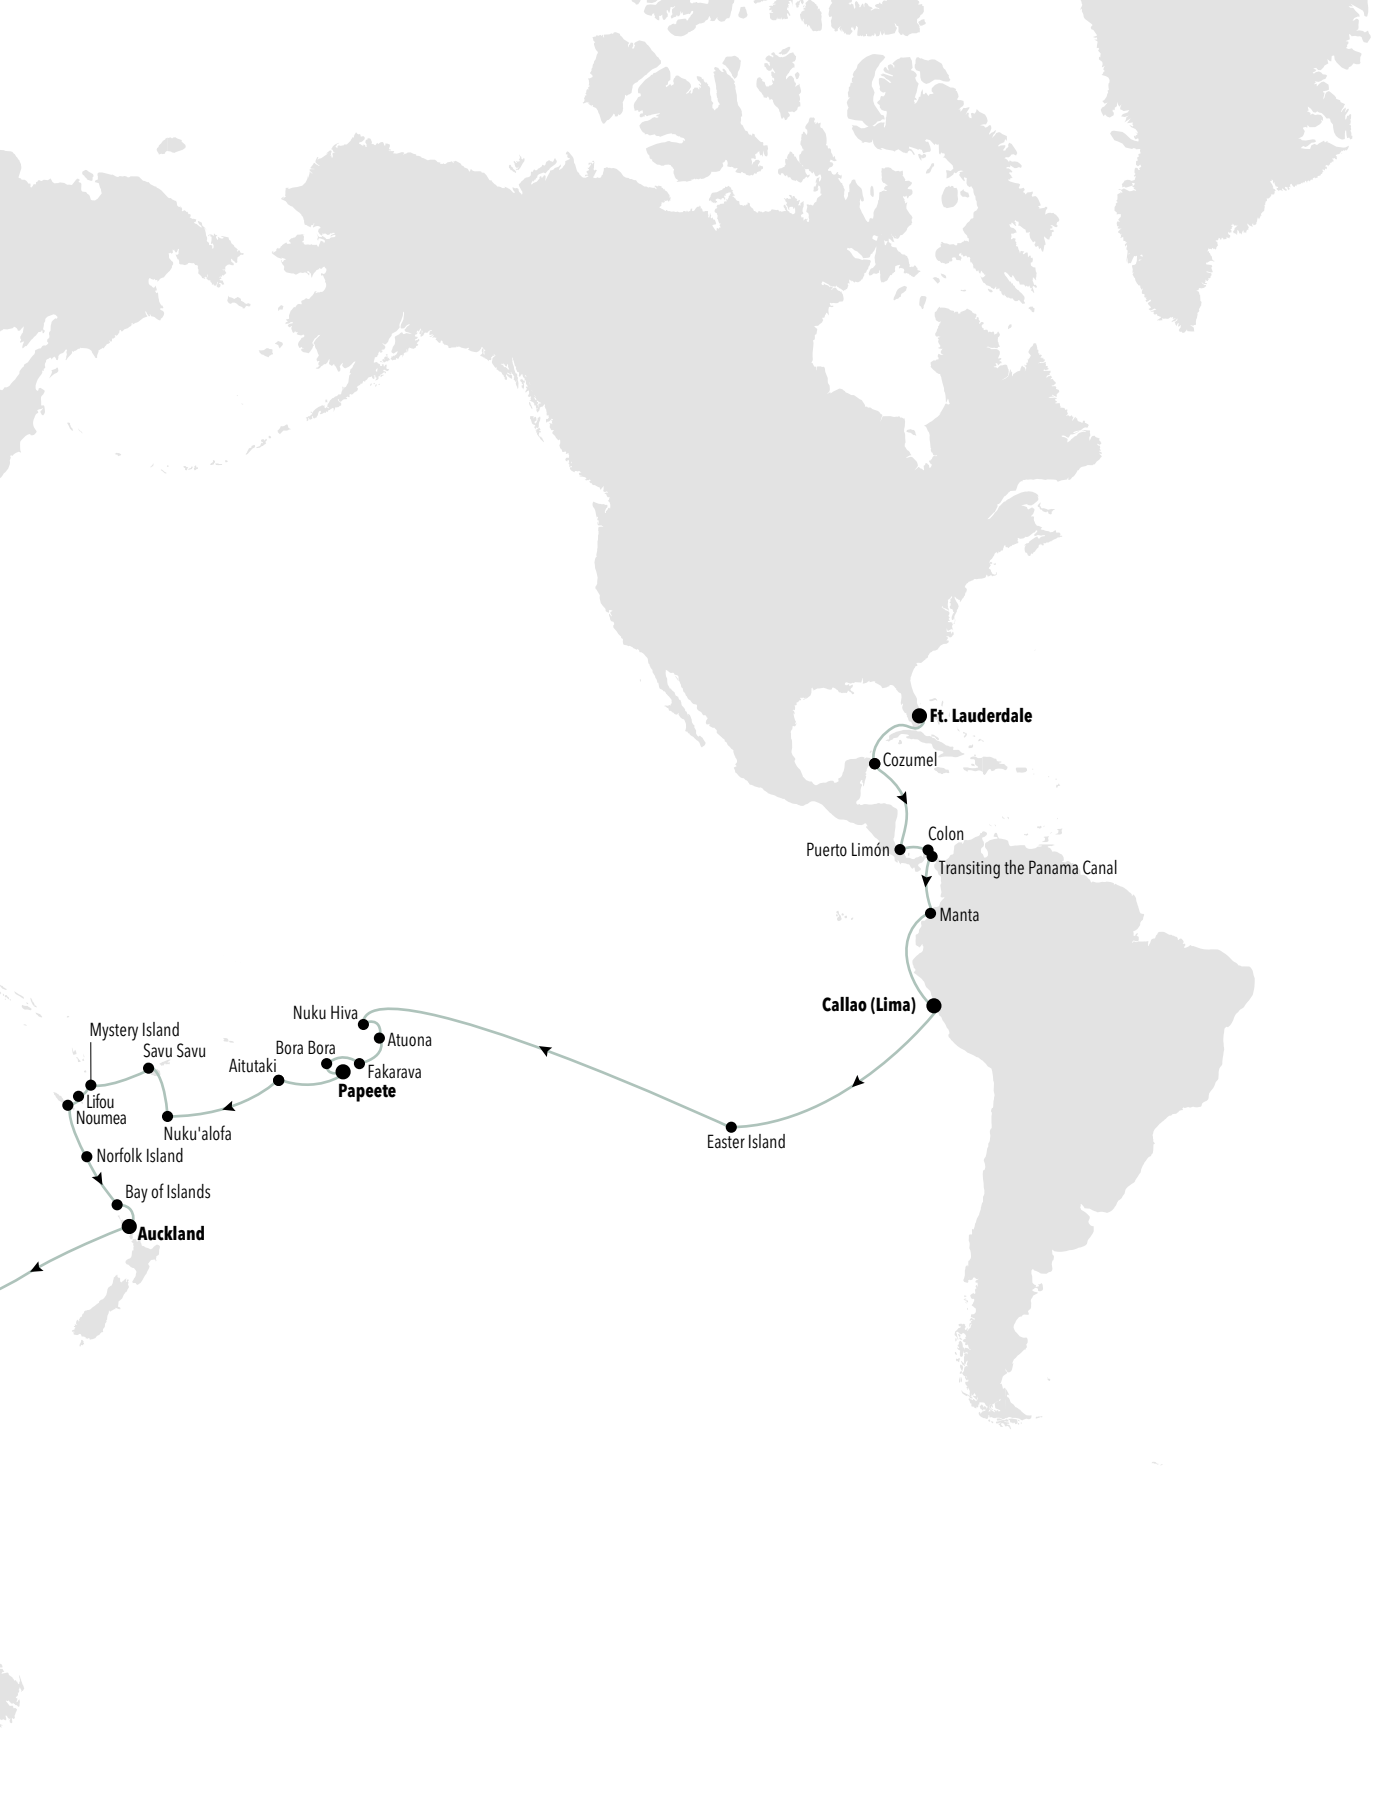 Ft. Lauderdale
Cozumel
Colon
Puerto Limón
Transiting the Panama Canal
Manta
Callao (Lima)
Nuku Hiva
Mystery Island
Atuona
Bora Bora
Savu Savu
Aitutaki
Fakarava
Papeete
Lifou
Noumea
Nuku'alofa
Easter Island
Norfolk Island
Bay of Islands
Auckland